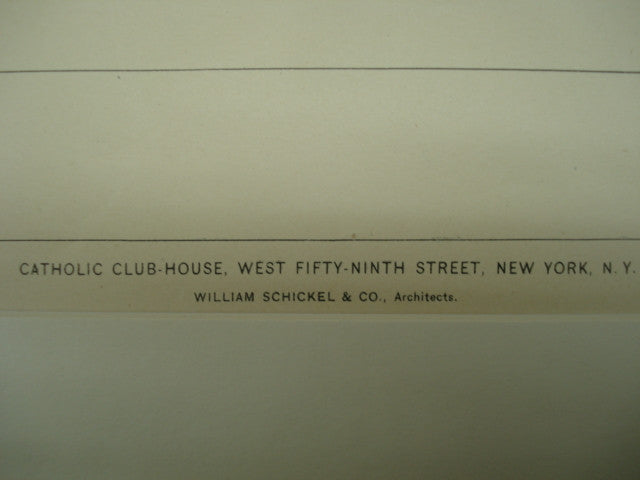 CATHOLIC CLUB-HOUSE, WEST FIFTY-NINTH STREET, NEW YORK, N.Y.
WILLIAM SCHICKEL & CO., Architects.